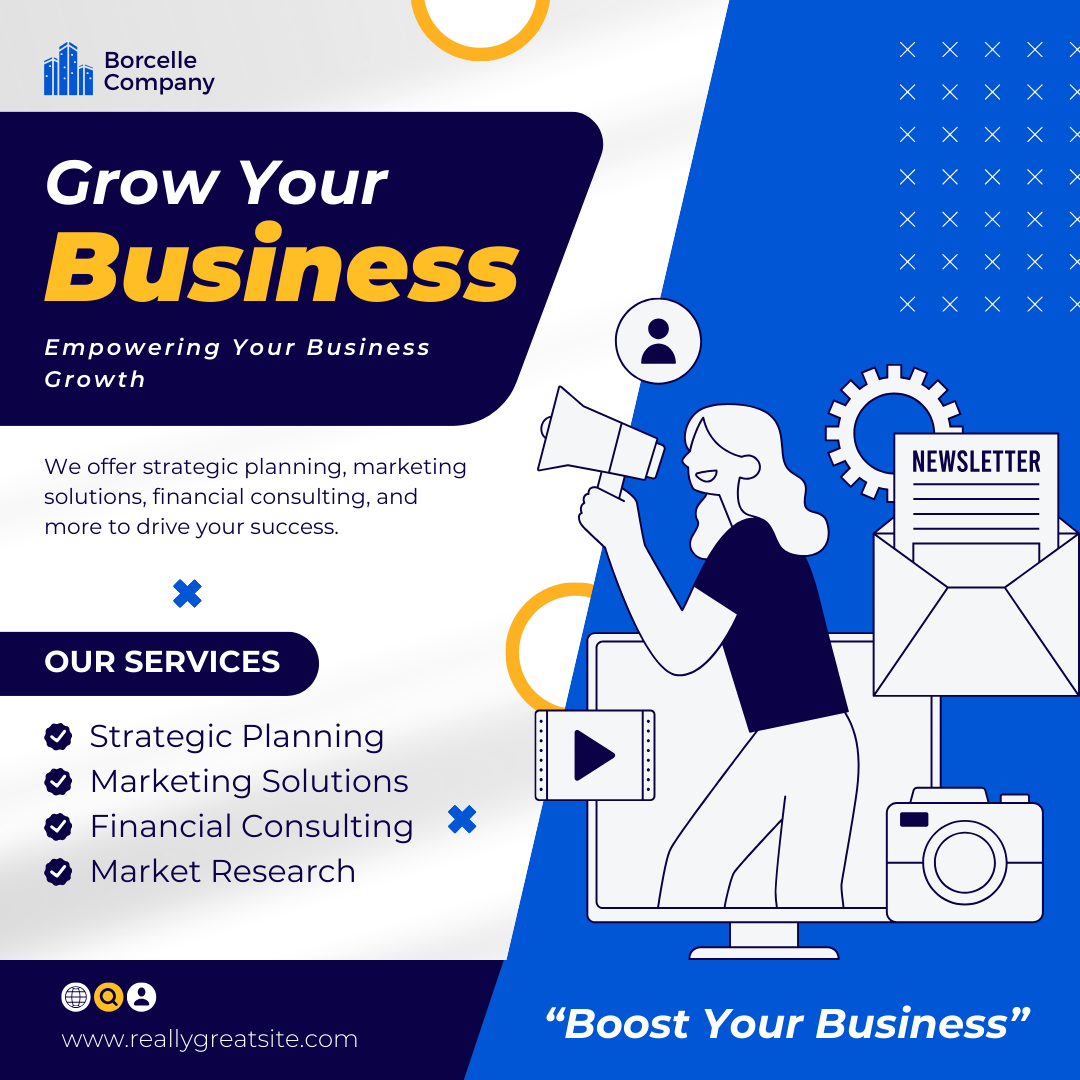 Borcelle
Company
Grow Your
Business
Empowering Your Business
Growth
We offer strategic planning, marketing
solutions, financial consulting, and
more to drive your success.
NEWSLETTER
OUR SERVICES
Strategic Planning
Marketing Solutions
Financial Consulting
Market Research
www.reallygreatsite.com
“Boost Your Business”